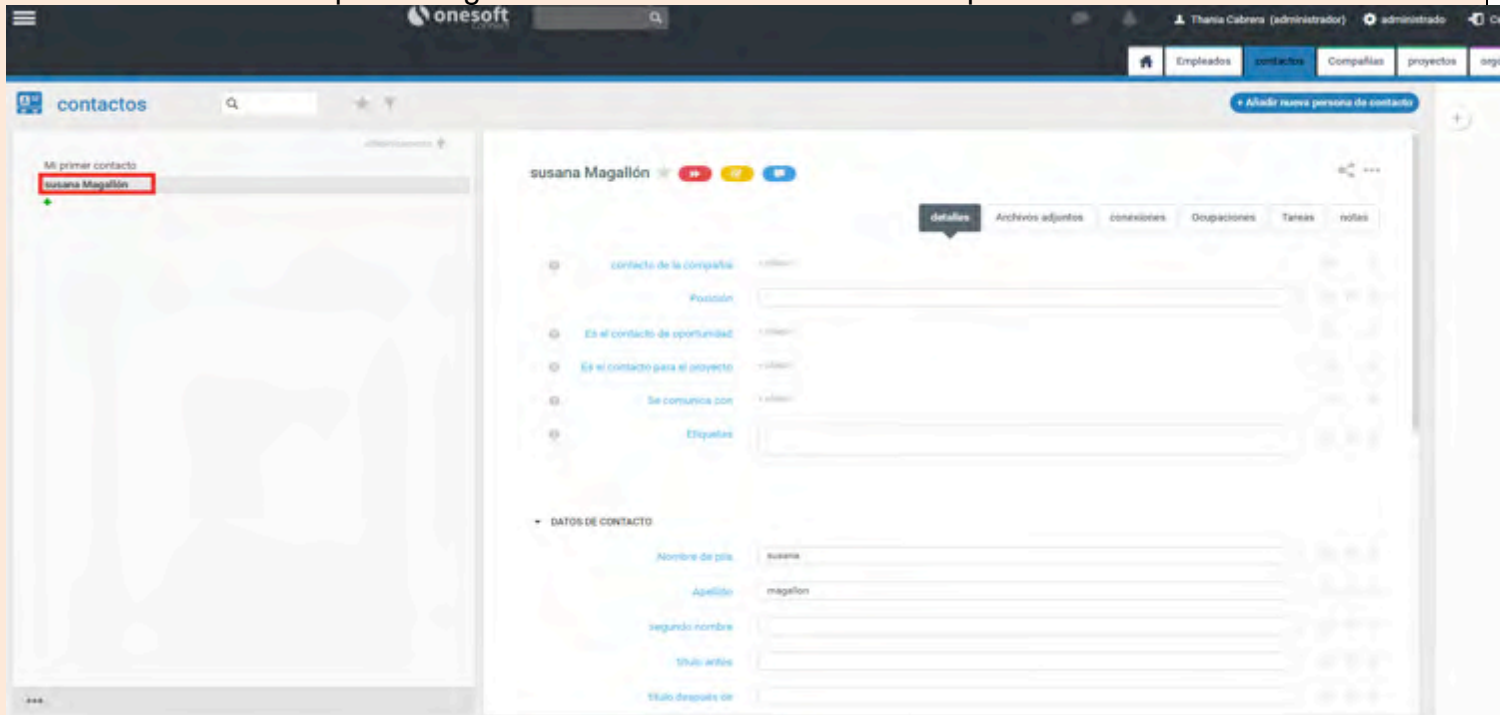 onesoft
Thania Cabrera (administrador) administrado
Empleados contactos Compañías proyectos
contactos
+ Añadir nueva persona de contacto
Mi primer contacto
susana Magallón
susana Magallón
detalles Archivos adjuntos conexiones Ocupaciones Tareas notas
contacto de la compañía
Posición
Es el contacto de oportunidad
Es el contacto para el proyecto
Se comunica con
Etiquetas
DATOS DE CONTACTO
Nombre de pila susana
Apellido magallon
segundo nombre
título antes
título después de